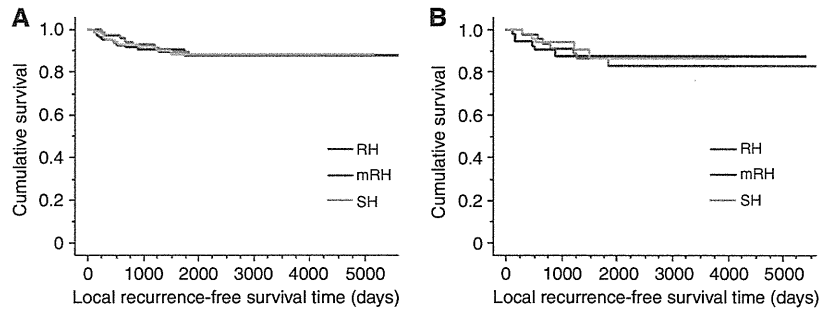 A
1.0
0.8
0.6
0.4
0.2
0
Cumulative survival
RH
mRH
SH
0 1000 2000 3000 4000 5000
Local recurrence-free survival time (days)
B
1.0
0.8
0.6
0.4
0.2
0
Cumulative survival
RH
mRH
SH
0 1000 2000 3000 4000 5000
Local recurrence-free survival time (days)